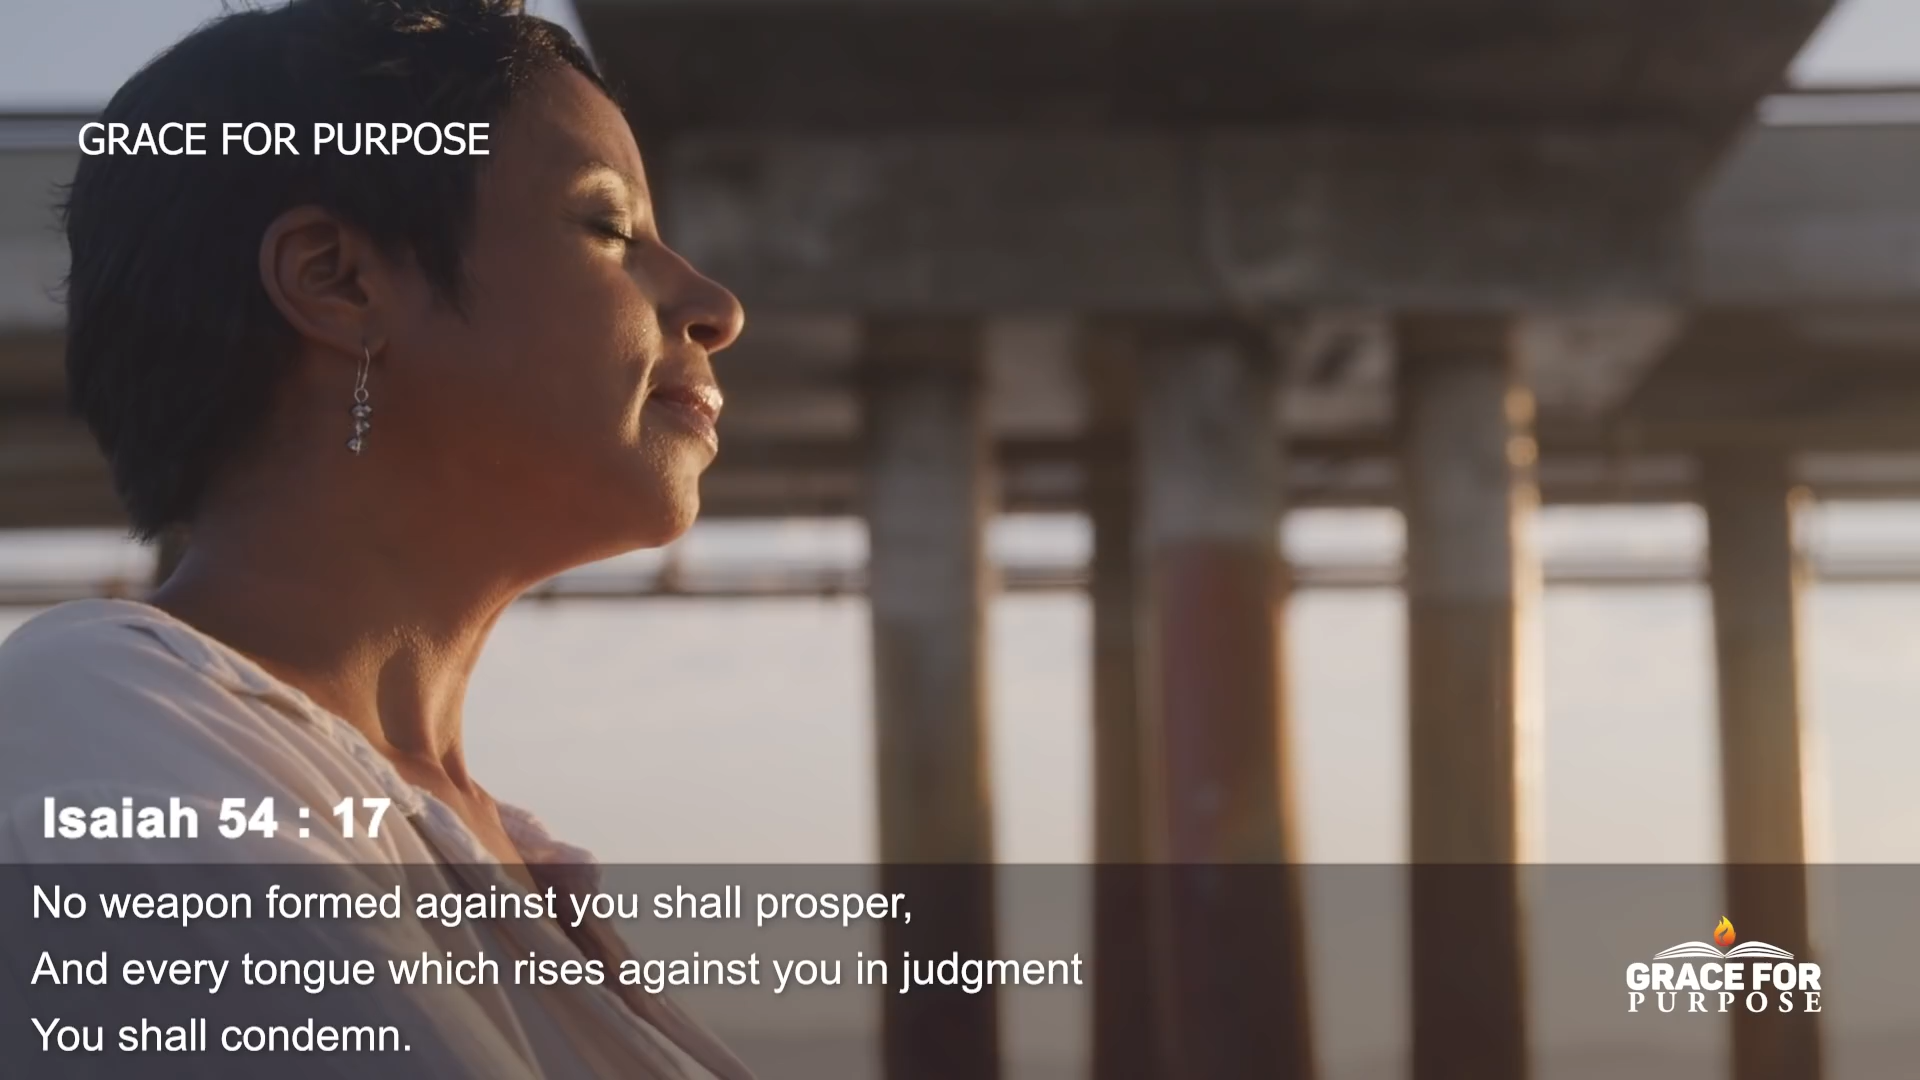 GRACE FOR PURPOSE
Isaiah 54 : 17
No weapon formed against you shall prosper,
And every tongue which rises against you in judgment
You shall condemn.
GRACE FOR
PURPOSE